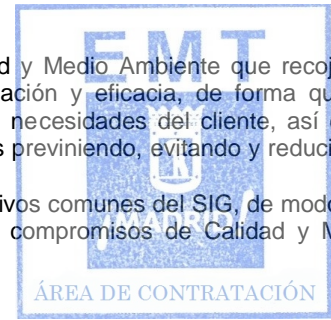 EMT
d y Medio Ambiente que recoj
ación y eficacia, de forma qu
necesidades del cliente, así
s previniendo, evitando y reduci
ivos comunes del SIG, de modo
compromisos de Calidad y M
¡MADRID!
ÁREA DE CONTRATACIÓN